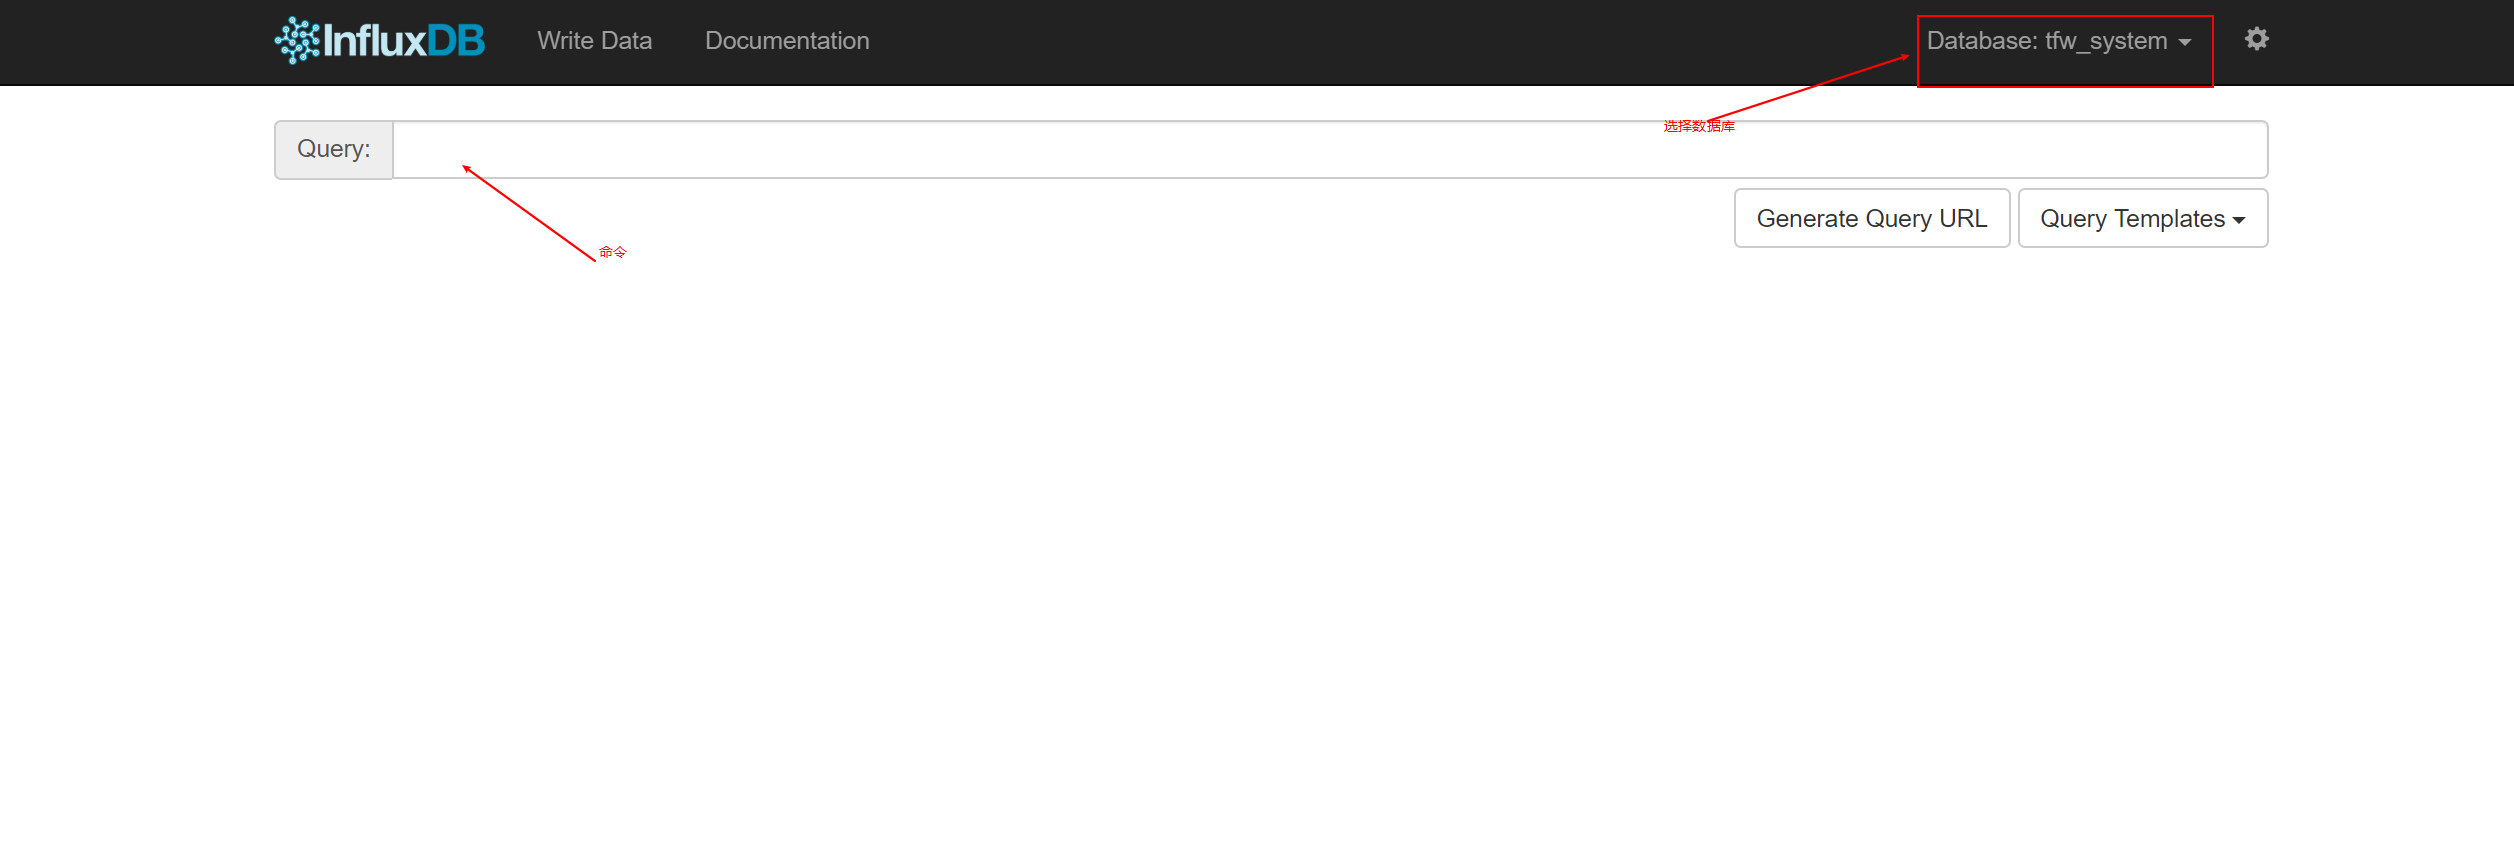 InfluxDB Write Data Documentation Database: tfw_system
选择数据库
Query:
Generate Query URL Query Templates
命令